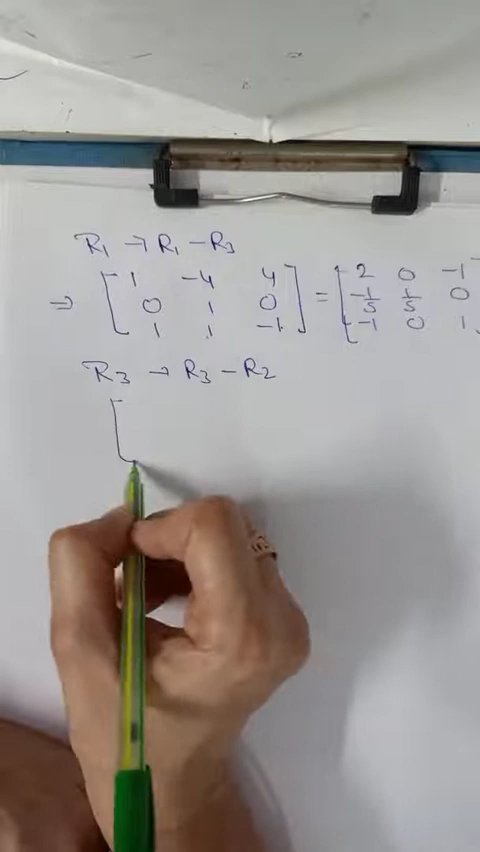 R₁ → R₁ - R₃
⇒ [ 1 -4 4 ] = [ 2 0 -1 ]
[ 0 1 0 ] [ -1/5 1/5 0 ]
[ 1 1 -1 ] [ -1 0 1 ]
R₃ → R₃ - R₂
[